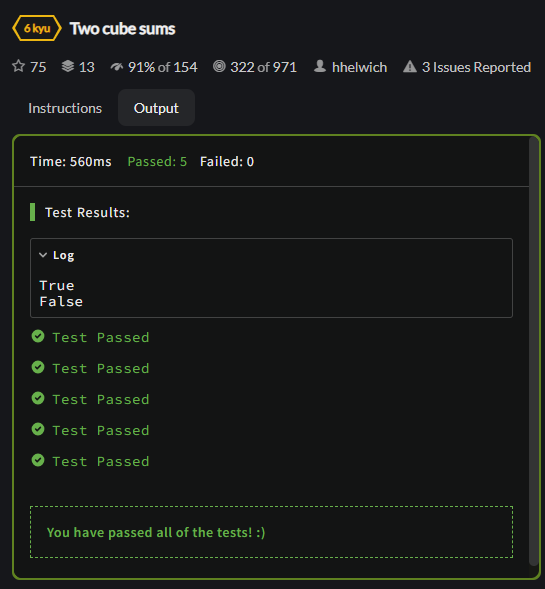 6 kyu Two cube sums
75 13 91% of 154 322 of 971 hhelwich 3 Issues Reported
Instructions Output
Time: 560ms Passed: 5 Failed: 0
Test Results:
Log
True
False
Test Passed
Test Passed
Test Passed
Test Passed
Test Passed
You have passed all of the tests! :)